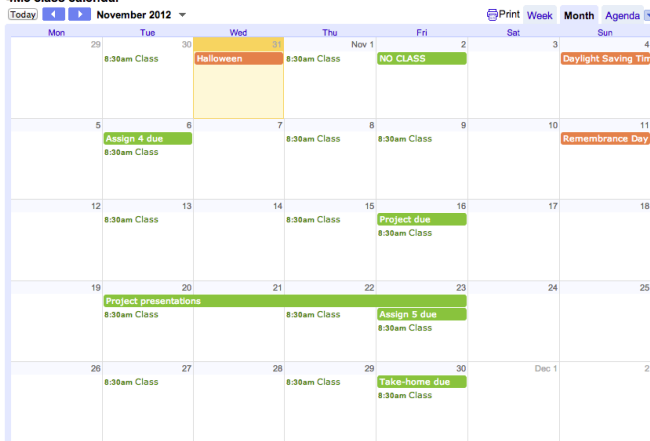 Today November 2012 Print Week Month Agenda
Mon Tue Wed Thu Fri Sat Sun
29 30 31 Nov 1 2 3 4
8:30am Class Halloween 8:30am Class NO CLASS Daylight Saving Tim
5 6 7 8 9 10 11
Assign 4 due 8:30am Class 8:30am Class Remembrance Day
8:30am Class
12 13 14 15 16 17 18
8:30am Class 8:30am Class Project due
8:30am Class
19 20 21 22 23 24 25
Project presentations
8:30am Class 8:30am Class Assign 5 due
8:30am Class
26 27 28 29 30 Dec 1 2
8:30am Class 8:30am Class Take-home due
8:30am Class